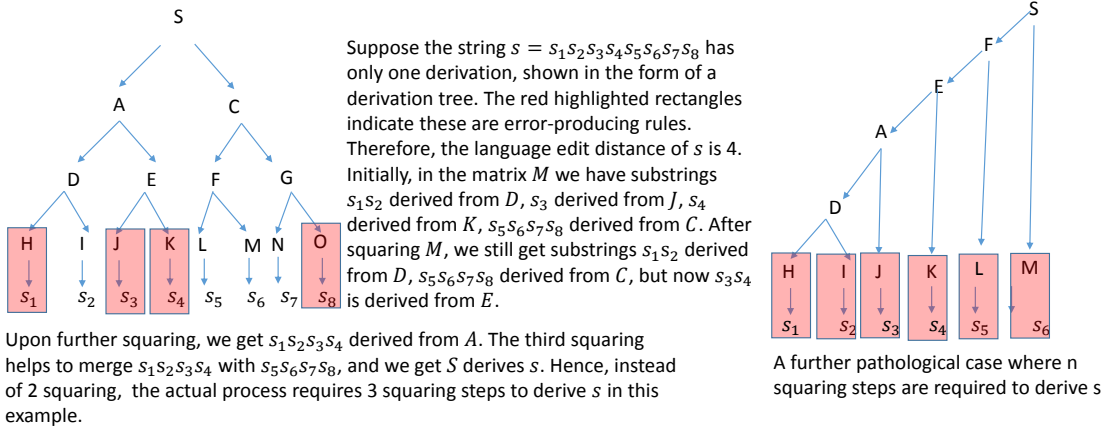 S
A C
D E F G
H I J K L M N O
s₁ s₂ s₃ s₄ s₅ s₆ s₇ s₈
Suppose the string s = s₁s₂s₃s₄s₅s₆s₇s₈ has
only one derivation, shown in the form of a
derivation tree. The red highlighted rectangles
indicate these are error-producing rules.
Therefore, the language edit distance of s is 4.
Initially, in the matrix M we have substrings
s₁s₂ derived from D, s₃ derived from J, s₄
derived from K, s₅s₆s₇s₈ derived from C. After
squaring M, we still get substrings s₁s₂ derived
from D, s₅s₆s₇s₈ derived from C, but now s₃s₄
is derived from E.
Upon further squaring, we get s₁s₂s₃s₄ derived from A. The third squaring
helps to merge s₁s₂s₃s₄ with s₅s₆s₇s₈, and we get S derives s. Hence, instead
of 2 squaring, the actual process requires 3 squaring steps to derive s in this
example.
S
F
E
A
D
H I J K L M
s₁ s₂ s₃ s₄ s₅ s₆
A further pathological case where n
squaring steps are required to derive s